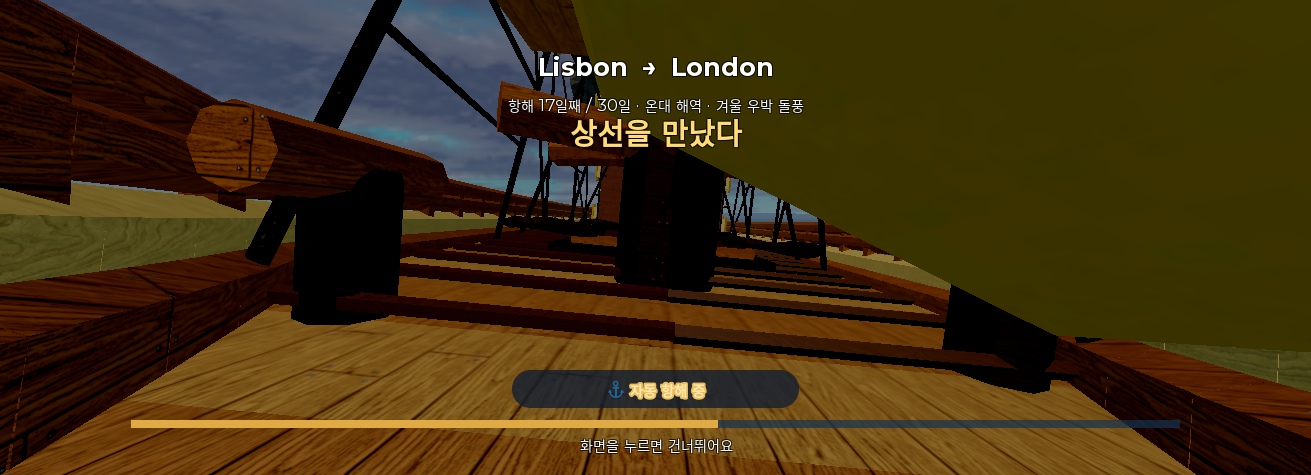 Lisbon → London
항해 17일째 / 30일 · 온대 해역 · 겨울 우박 돌풍
상선을 만났다
⚓ 자동 항해 중
화면을 누르면 건너뛰어요